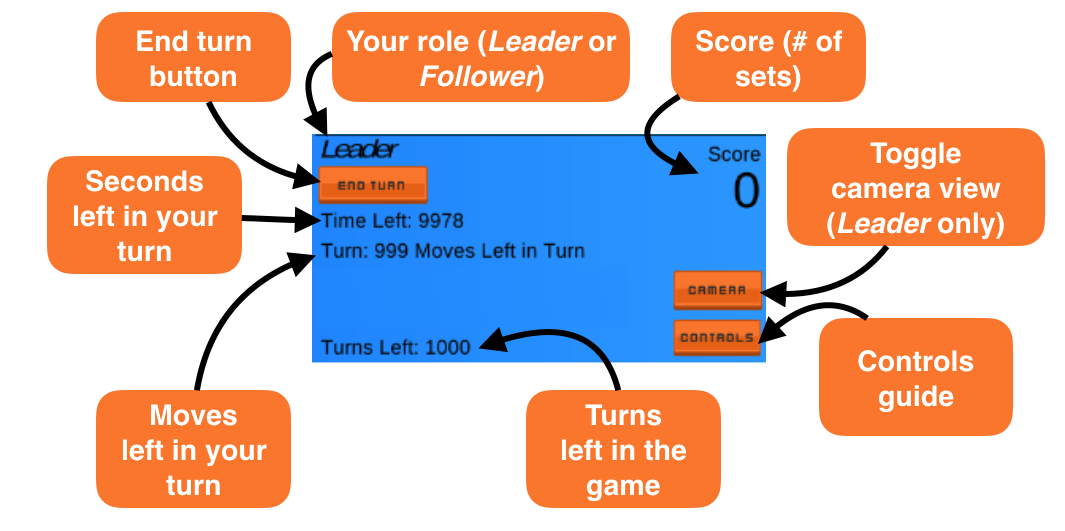 End turn
button
Your role (Leader or
Follower)
Score (# of
sets)
Seconds
left in your
turn
Leader
END TURN
Time Left: 9978
Turn: 999 Moves Left in Turn
Turns Left: 1000
Score
0
CAMERA
CONTROLS
Toggle
camera view
(Leader only)
Controls
guide
Moves
left in your
turn
Turns
left in the
game